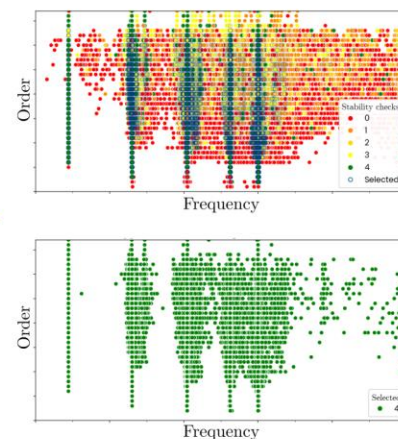 Order
Stability checks
0
1
2
3
4
Selected
Frequency
Order
Selected
4
Frequency